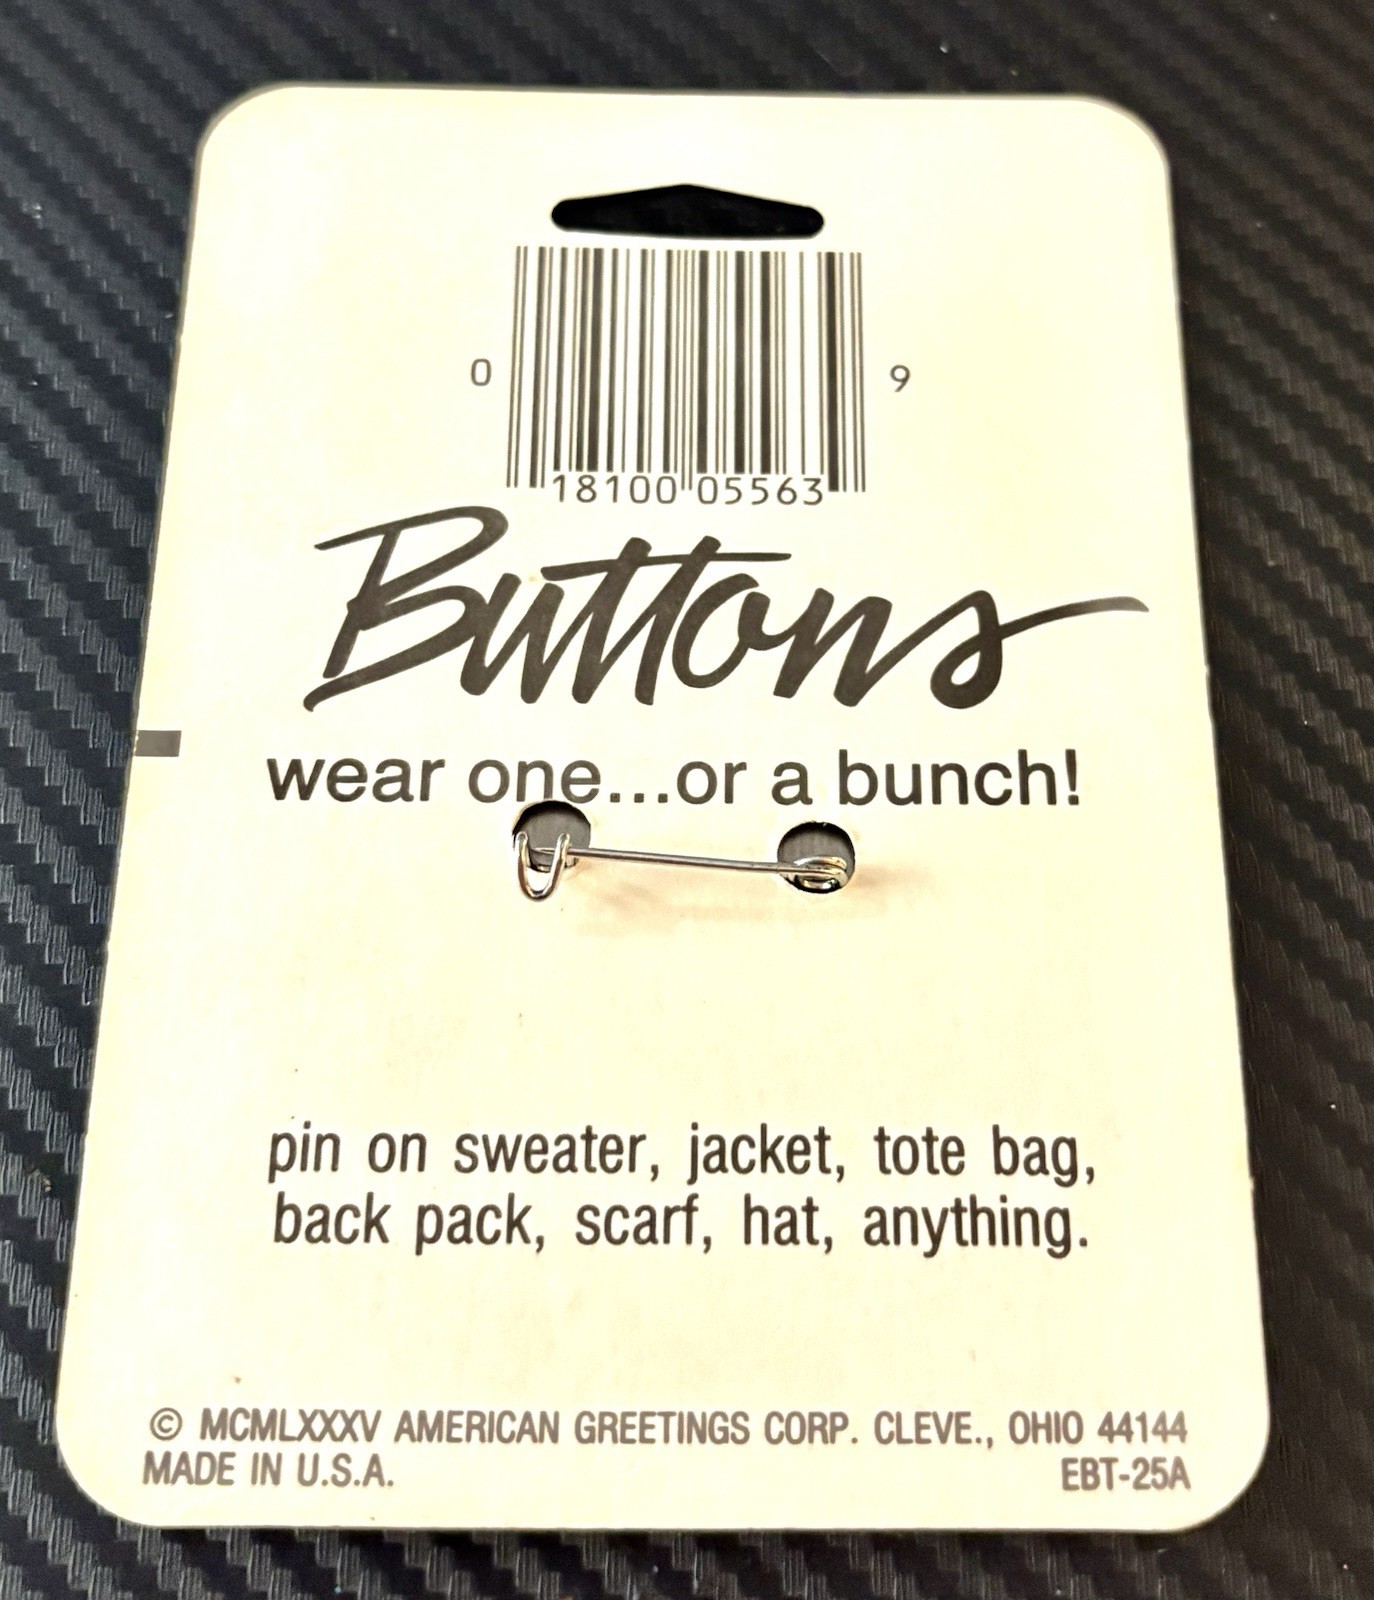 0 18100 05563 9
Buttons
wear one...or a bunch!
pin on sweater, jacket, tote bag,
back pack, scarf, hat, anything.
© MCMLXXXV AMERICAN GREETINGS CORP. CLEVE., OHIO 44144
MADE IN U.S.A. EBT-25A